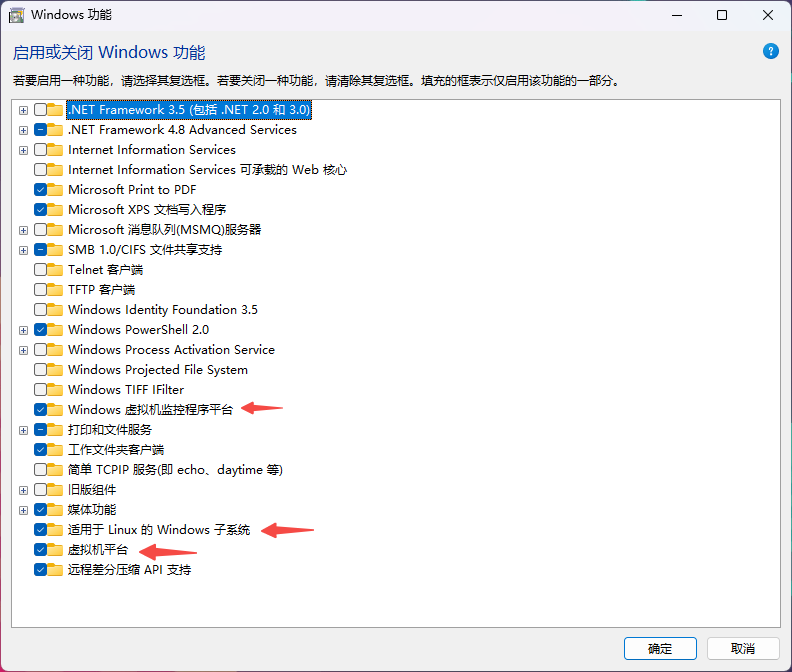 Windows 功能
启用或关闭 Windows 功能
?
若要启用一种功能，请选择其复选框。若要关闭一种功能，请清除其复选框。填充的框表示仅启用该功能的一部分。
.NET Framework 3.5 (包括 .NET 2.0 和 3.0)
.NET Framework 4.8 Advanced Services
Internet Information Services
Internet Information Services 可承载的 Web 核心
Microsoft Print to PDF
Microsoft XPS 文档写入程序
Microsoft 消息队列(MSMQ)服务器
SMB 1.0/CIFS 文件共享支持
Telnet 客户端
TFTP 客户端
Windows Identity Foundation 3.5
Windows PowerShell 2.0
Windows Process Activation Service
Windows Projected File System
Windows TIFF IFilter
Windows 虚拟机监控程序平台
打印和文件服务
工作文件夹客户端
简单 TCPIP 服务(即 echo、daytime 等)
旧版组件
媒体功能
适用于 Linux 的 Windows 子系统
虚拟机平台
远程差分压缩 API 支持
确定
取消